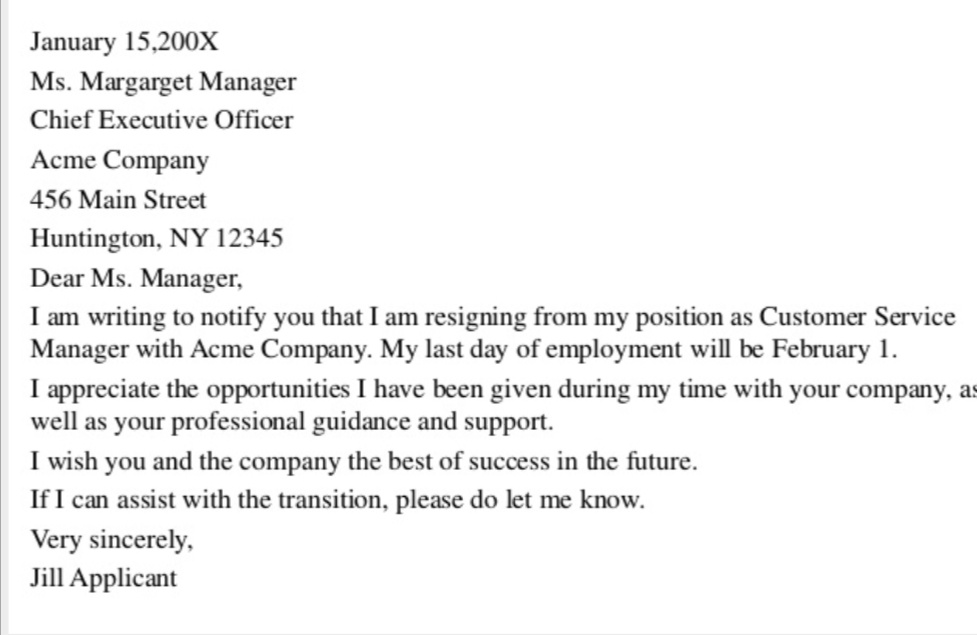 January 15,200X
Ms. Margarget Manager
Chief Executive Officer
Acme Company
456 Main Street
Huntington, NY 12345
Dear Ms. Manager,
I am writing to notify you that I am resigning from my position as Customer Service
Manager with Acme Company. My last day of employment will be February 1.
I appreciate the opportunities I have been given during my time with your company, as
well as your professional guidance and support.
I wish you and the company the best of success in the future.
If I can assist with the transition, please do let me know.
Very sincerely,
Jill Applicant